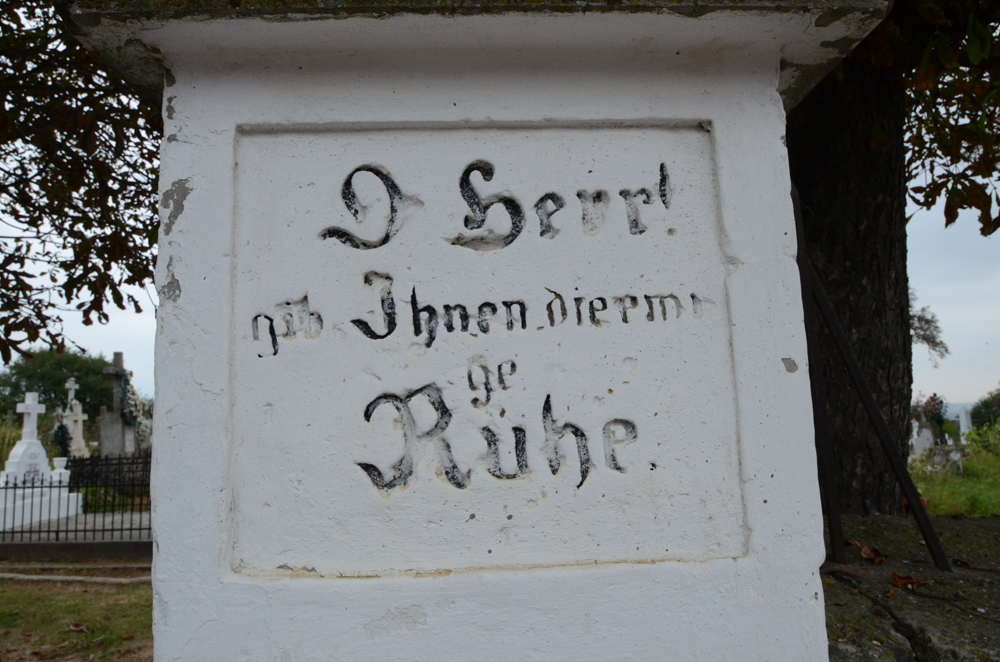 O Herr!
gib Ihnen die ewi
ge
Ruhe.